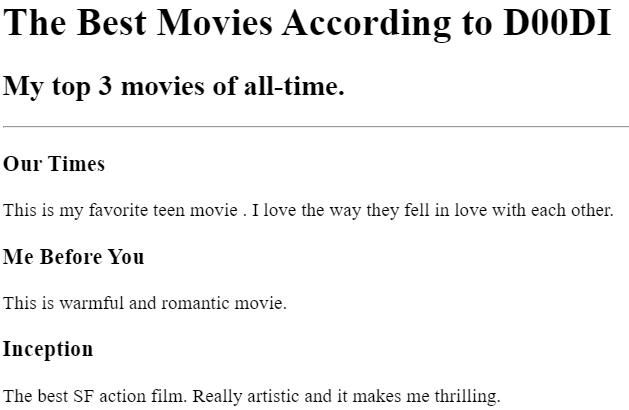 The Best Movies According to D00DI
My top 3 movies of all-time.
Our Times
This is my favorite teen movie . I love the way they fell in love with each other.
Me Before You
This is warmful and romantic movie.
Inception
The best SF action film. Really artistic and it makes me thrilling.